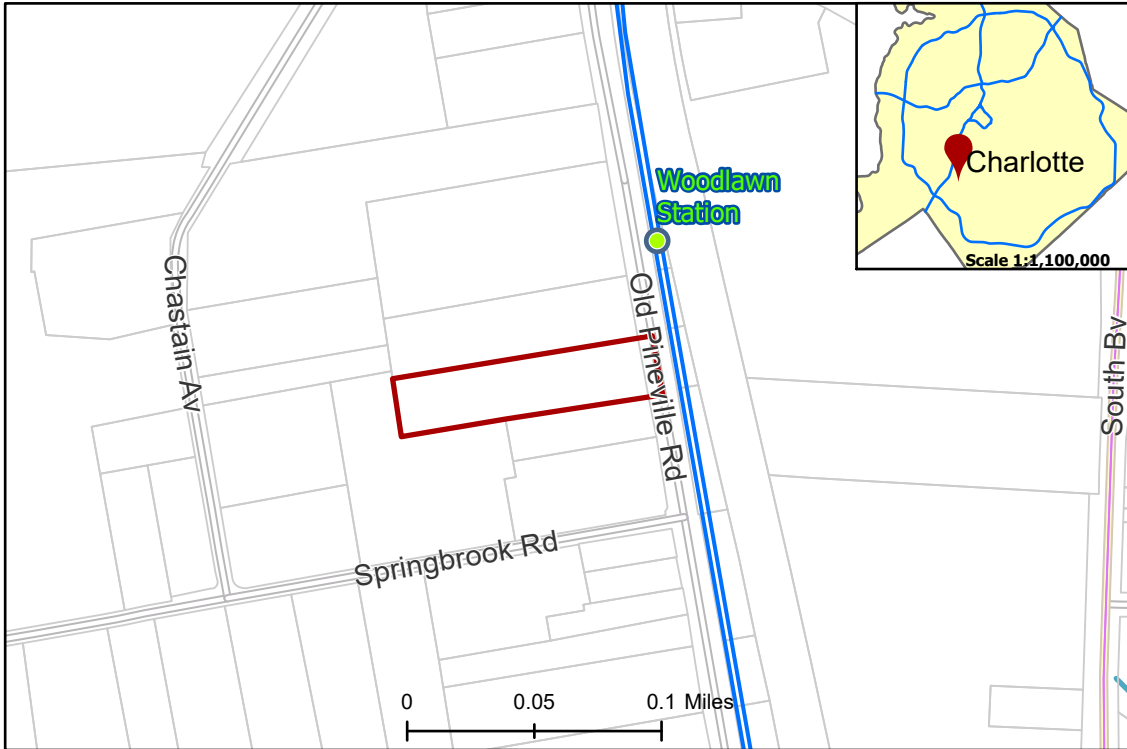 Woodlawn
Station
Charlotte
Scale 1:1,100,000
Chastain Av
Old Pineville Rd
South Bv
Springbrook Rd
0 0.05 0.1 Miles